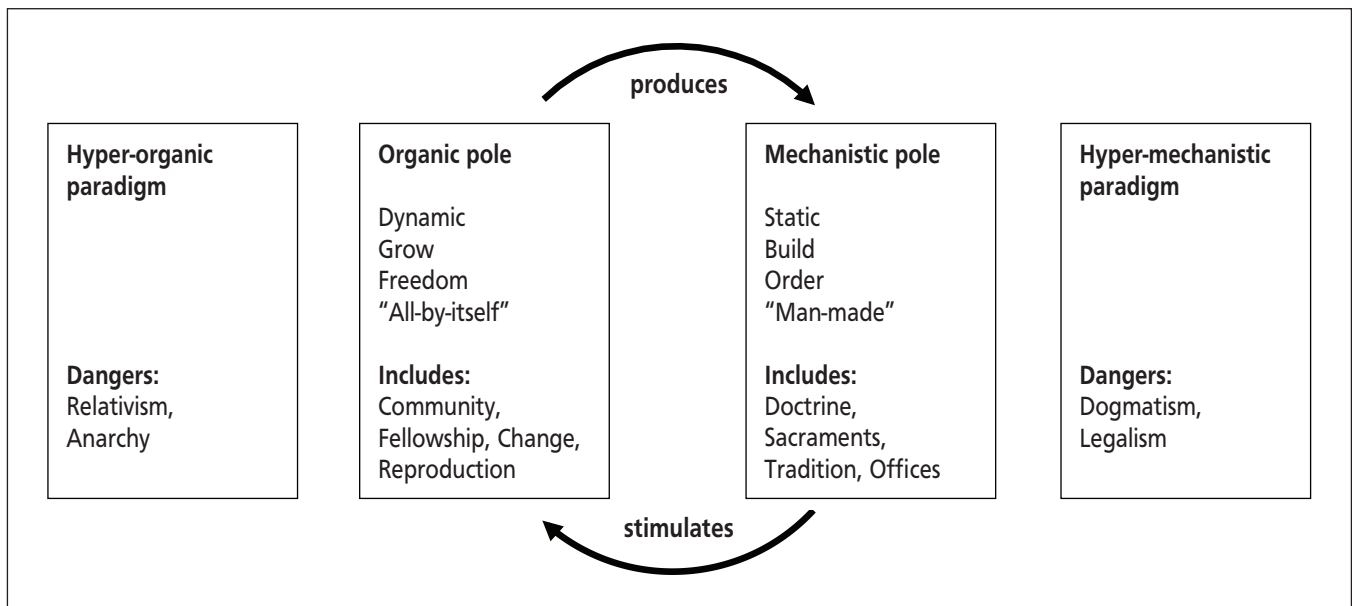 produces
Hyper-organic
paradigm
Dangers:
Relativism,
Anarchy
Organic pole
Dynamic
Grow
Freedom
“All-by-itself”
Includes:
Community,
Fellowship, Change,
Reproduction
Mechanistic pole
Static
Build
Order
“Man-made”
Includes:
Doctrine,
Sacraments,
Tradition, Offices
Hyper-mechanistic
paradigm
Dangers:
Dogmatism,
Legalism
stimulates